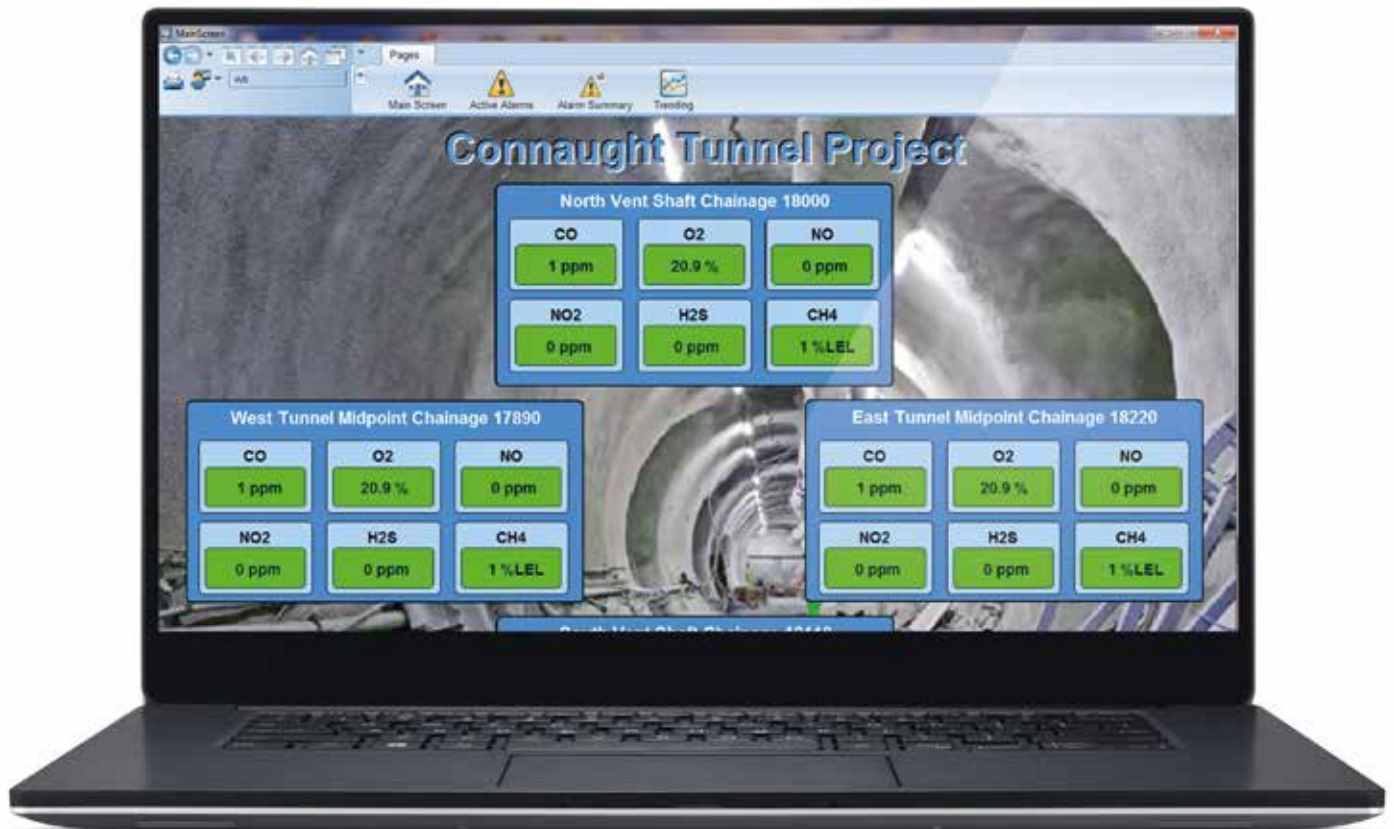 MainScreen
Pages
Main Screen Active Alarms Alarm Summary Trending
Connaught Tunnel Project
North Vent Shaft Chainage 18000
CO O2 NO
1 ppm 20.9 % 0 ppm
NO2 H2S CH4
0 ppm 0 ppm 1 %LEL
West Tunnel Midpoint Chainage 17890
CO O2 NO
1 ppm 20.9 % 0 ppm
NO2 H2S CH4
0 ppm 0 ppm 1 %LEL
East Tunnel Midpoint Chainage 18220
CO O2 NO
1 ppm 20.9 % 0 ppm
NO2 H2S CH4
0 ppm 0 ppm 1 %LEL
South Vent Shaft Chainage